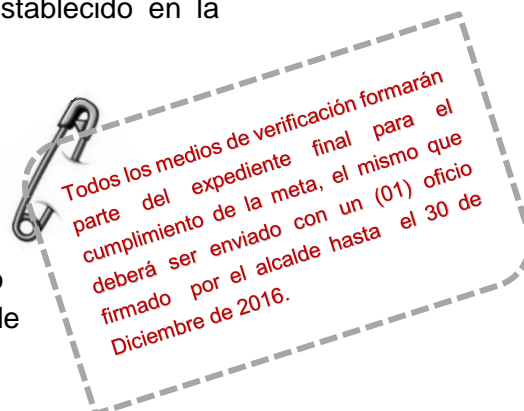 stablecido en la
Todos los medios de verificación formarán
parte del expediente final para el
cumplimiento de la meta, el mismo que
deberá ser enviado con un (01) oficio
firmado por el alcalde hasta el 30 de
Diciembre de 2016.